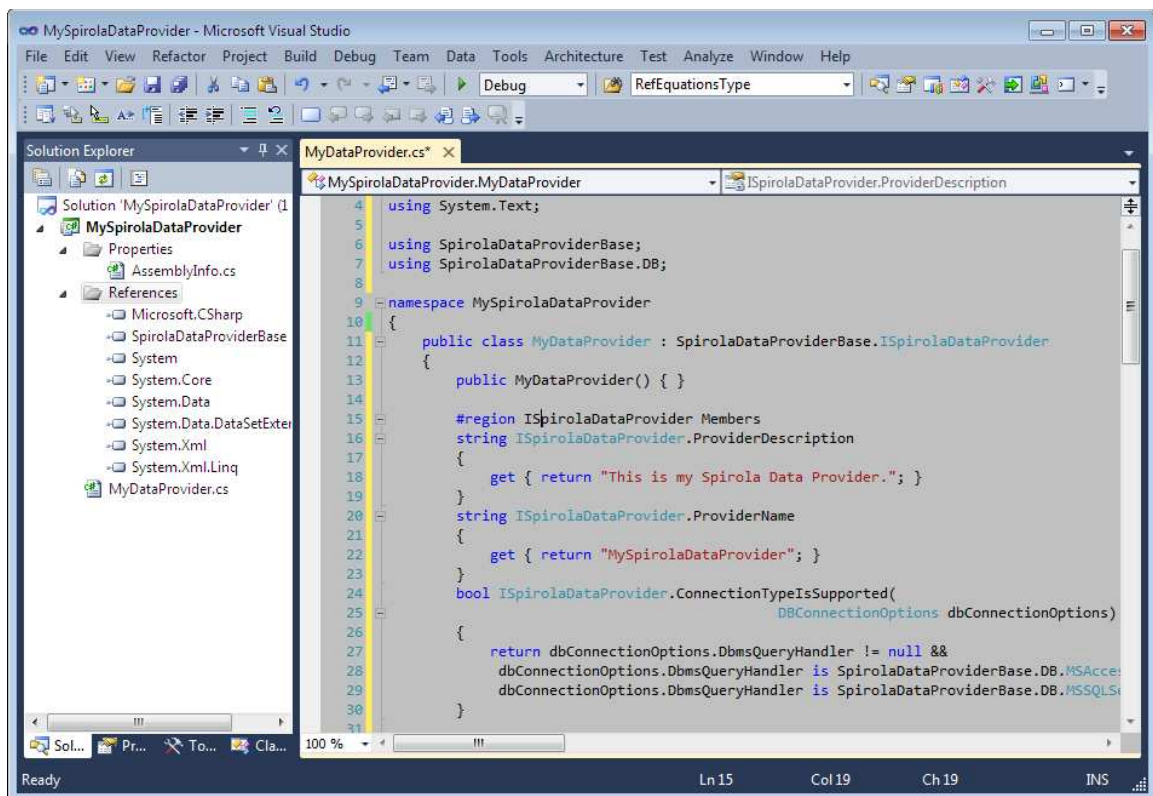 MySpirolaDataProvider - Microsoft Visual Studio
File Edit View Refactor Project Build Debug Team Data Tools Architecture Test Analyze Window Help
Debug RefEquationsType
Solution Explorer
MyDataProvider.cs*
MySpirolaDataProvider.MyDataProvider
ISpirolaDataProvider.ProviderDescription
Solution 'MySpirolaDataProvider' (1
MySpirolaDataProvider
Properties
AssemblyInfo.cs
References
Microsoft.CSharp
SpirolaDataProviderBase
System
System.Core
System.Data
System.Data.DataSetExter
System.Xml
System.Xml.Linq
MyDataProvider.cs
Sol... Pr... To... Cla...
4 using System.Text;
5
6 using SpirolaDataProviderBase;
7 using SpirolaDataProviderBase.DB;
8
9 namespace MySpirolaDataProvider
10 {
11 public class MyDataProvider : SpirolaDataProviderBase.ISpirolaDataProvider
12 {
13 public MyDataProvider() { }
14
15 #region ISpirolaDataProvider Members
16 string ISpirolaDataProvider.ProviderDescription
17 {
18 get { return "This is my Spirola Data Provider."; }
19 }
20 string ISpirolaDataProvider.ProviderName
21 {
22 get { return "MySpirolaDataProvider"; }
23 }
24 bool ISpirolaDataProvider.ConnectionTypeIsSupported(
25 DBConnectionOptions dbConnectionOptions)
26 {
27 return dbConnectionOptions.DbmsQueryHandler != null &&
28 dbConnectionOptions.DbmsQueryHandler is SpirolaDataProviderBase.DB.MSAcce
29 dbConnectionOptions.DbmsQueryHandler is SpirolaDataProviderBase.DB.MSSQLS
30 }
31
100 %
Ready Ln 15 Col 19 Ch 19 INS